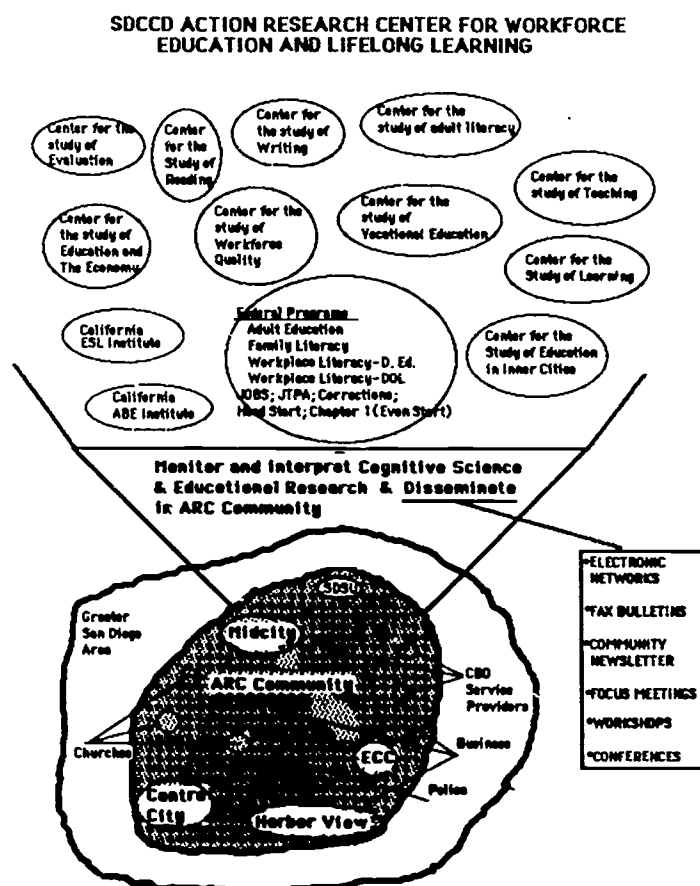 SDCCD ACTION RESEARCH CENTER FOR WORKFORCE
EDUCATION AND LIFELONG LEARNING
Center for the
study of
Evaluation
Center
for the
Study of
Reading
Center for
the study of
Writing
Center for the
study of adult literacy
Center for the
study of Teaching
Center for
the study of
Education and
The Economy
Center for the
study of
Workforce
Quality
Center for the
study of
Vocational Education
Center for the
Study of Learning
California
ESL Institute
Federal Programs
Adult Education
Family Literacy
Workplace Literacy-D. Ed.
Workplace Literacy-DOL
JOBS; JTPA; Corrections;
Head Start; Chapter 1 (Even Start)
Center for the
Study of Education
in Inner Cities
California
ABE Institute
Monitor and Interpret Cognitive Science
& Educational Research & Disseminate
in ARC Community
*ELECTRONIC
NETWORKS
*FAX BULLETINS
*COMMUNITY
NEWSLETTER
*FOCUS MEETINGS
*WORKSHOPS
*CONFERENCES
SDSU
Greater
San Diego
Area
Midcity
ARC Community
CBO
Service
Providers
Churches
Business
ECC
Police
Centre
City
Harbor View